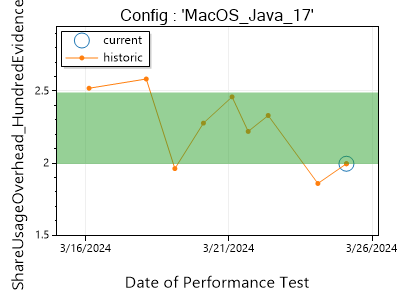 Config : 'MacOS_Java_17'
current
historic
ShareUsageOverhead_HundredEvidence
2.5
2
1.5
3/16/2024
3/21/2024
3/26/2024
Date of Performance Test